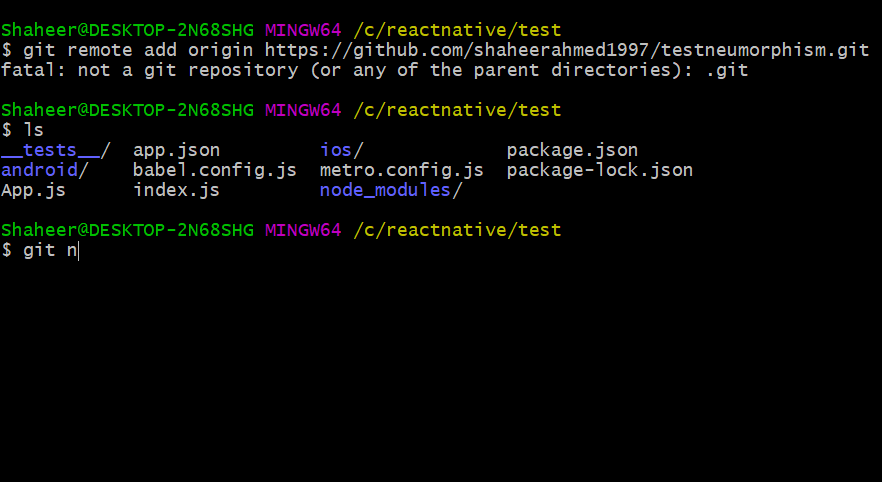 Shaheer@DESKTOP-2N68SHG MINGW64 /c/reactnative/test
$ git remote add origin https://github.com/shaheerahmed1997/testneumorphism.git
fatal: not a git repository (or any of the parent directories): .git
Shaheer@DESKTOP-2N68SHG MINGW64 /c/reactnative/test
$ ls
__tests__/  app.json         ios/             package.json
android/   babel.config.js  metro.config.js  package-lock.json
App.js      index.js         node_modules/
Shaheer@DESKTOP-2N68SHG MINGW64 /c/reactnative/test
$ git n